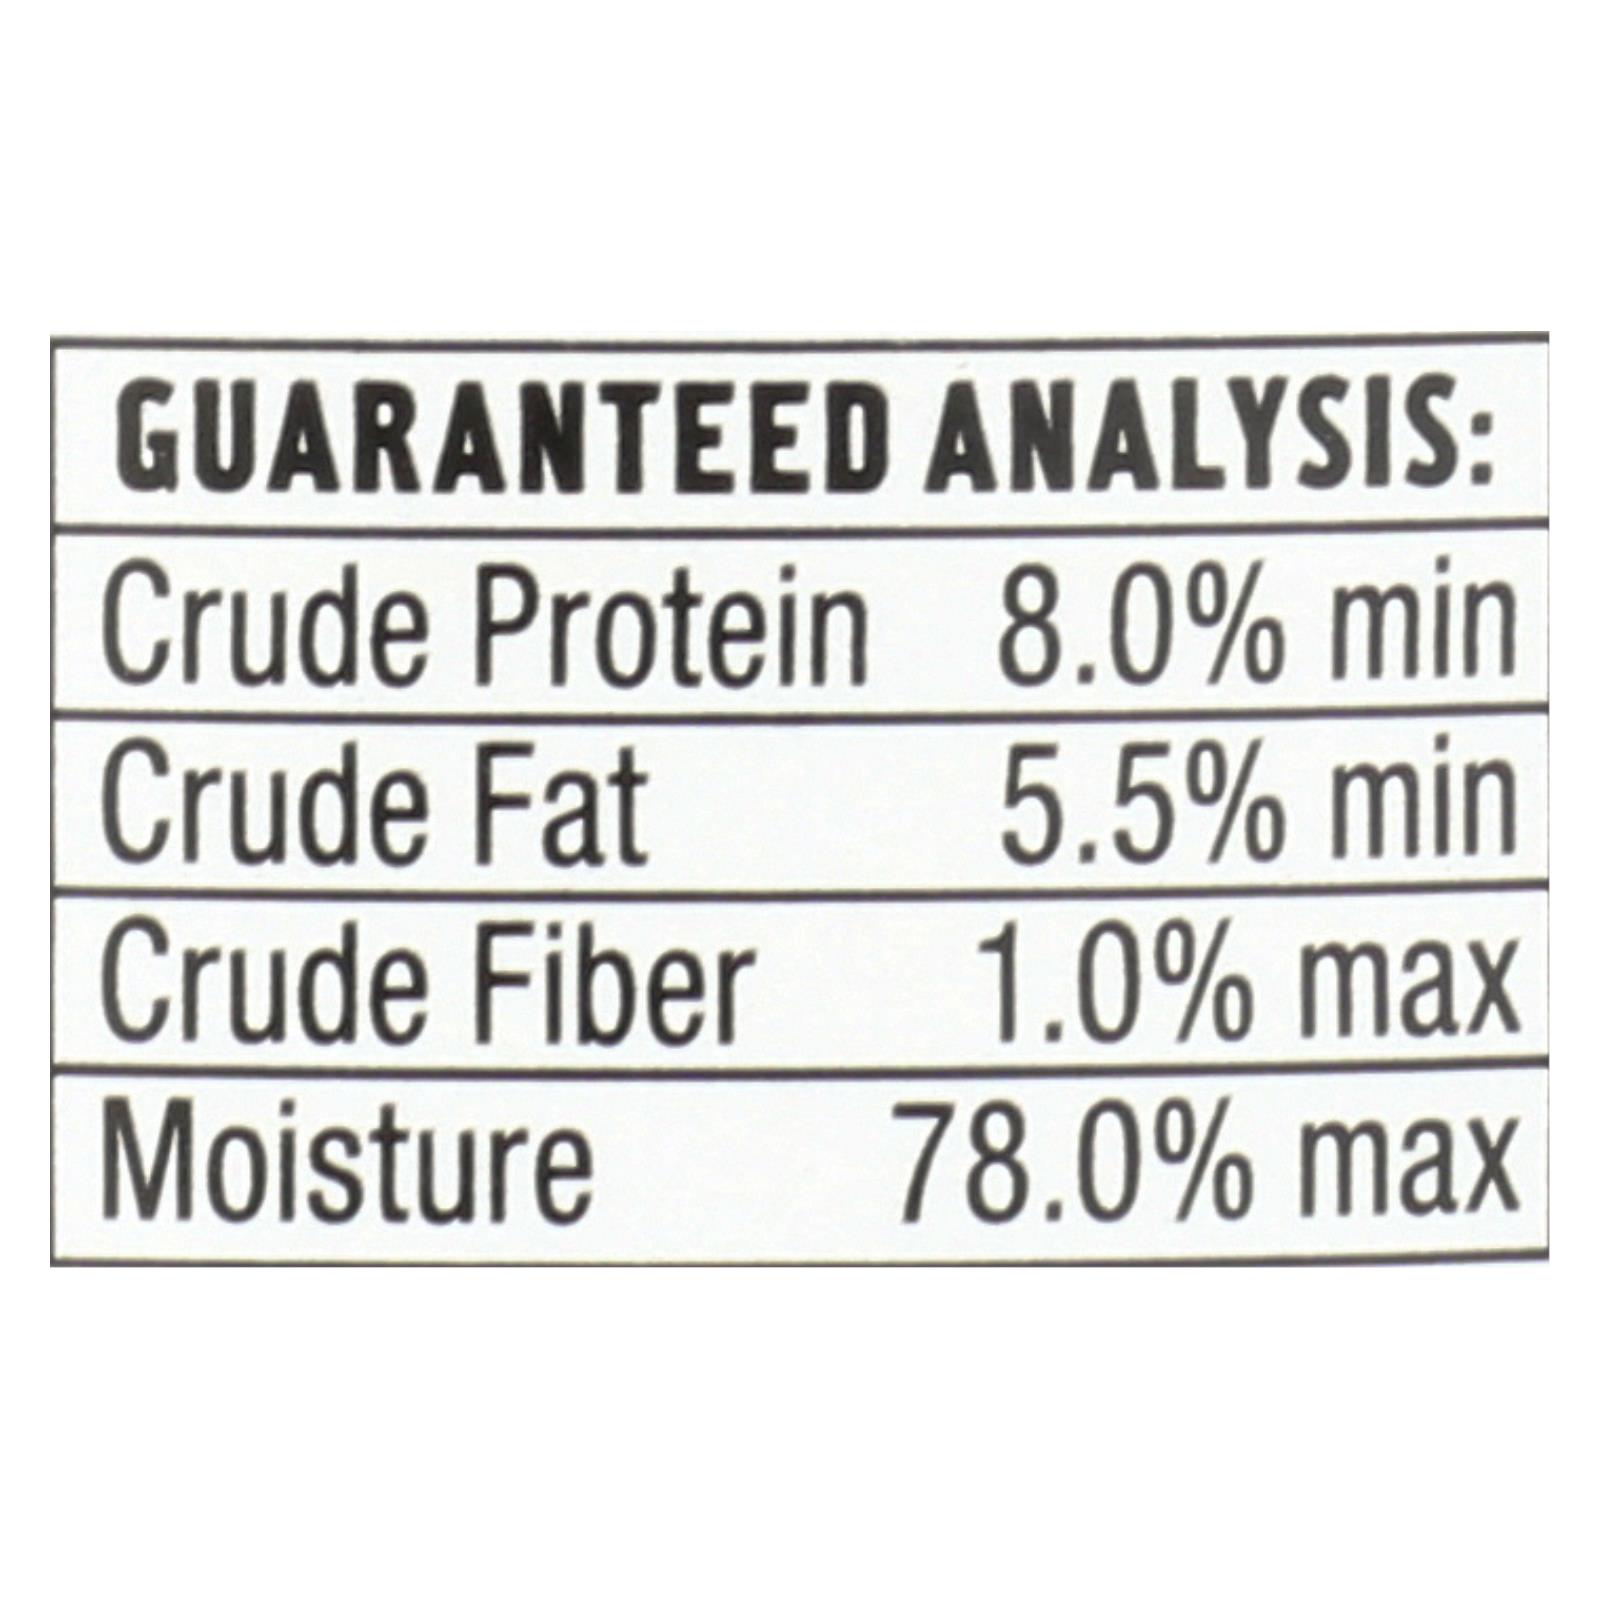 GUARANTEED ANALYSIS:
Crude Protein 8.0% min
Crude Fat 5.5% min
Crude Fiber 1.0% max
Moisture 78.0% max